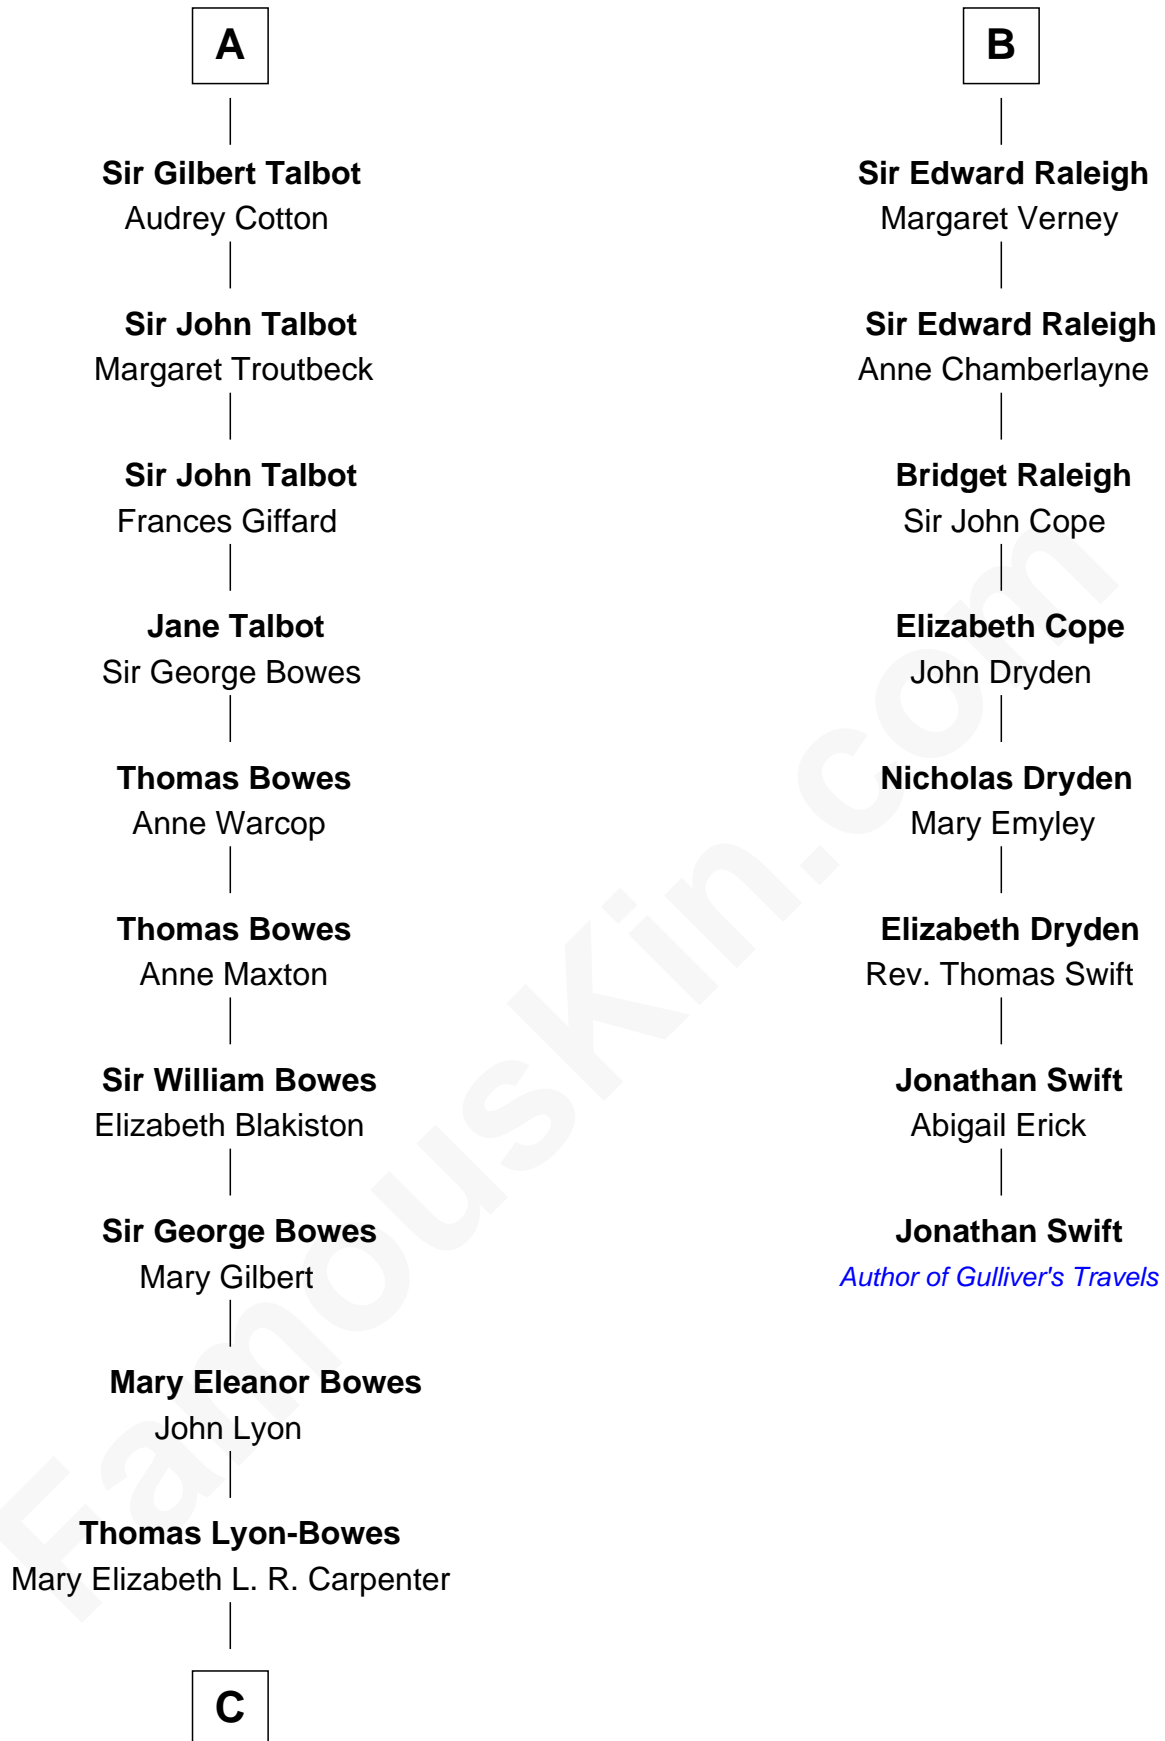 A
Sir Gilbert Talbot
Audrey Cotton
Sir John Talbot
Margaret Troutbeck
Sir John Talbot
Frances Giffard
Jane Talbot
Sir George Bowes
Thomas Bowes
Anne Warcop
Thomas Bowes
Anne Maxton
Sir William Bowes
Elizabeth Blakiston
Sir George Bowes
Mary Gilbert
Mary Eleanor Bowes
John Lyon
Thomas Lyon-Bowes
Mary Elizabeth L. R. Carpenter
C
B
Sir Edward Raleigh
Margaret Verney
Sir Edward Raleigh
Anne Chamberlayne
Bridget Raleigh
Sir John Cope
Elizabeth Cope
John Dryden
Nicholas Dryden
Mary Emyley
Elizabeth Dryden
Rev. Thomas Swift
Jonathan Swift
Abigail Erick
Jonathan Swift
Author of Gulliver's Travels
FamousKin.com